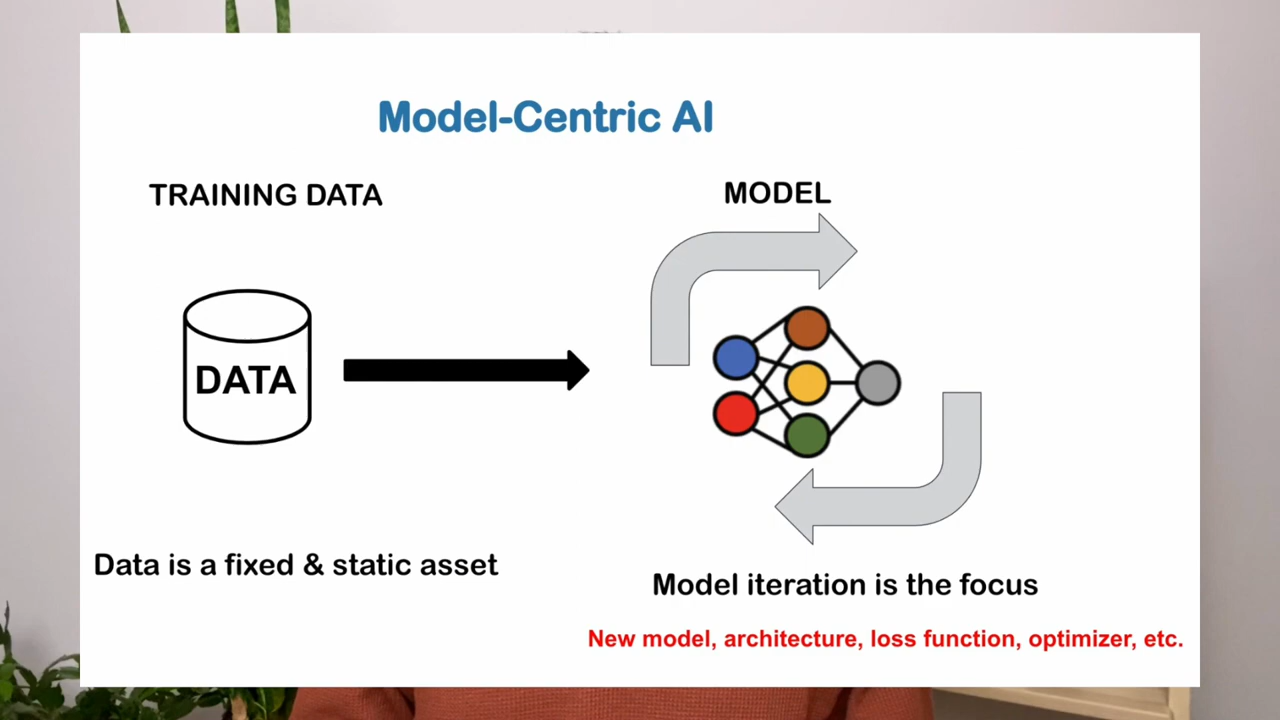 Model-Centric AI
TRAINING DATA
MODEL
DATA
Data is a fixed & static asset
Model iteration is the focus
New model, architecture, loss function, optimizer, etc.